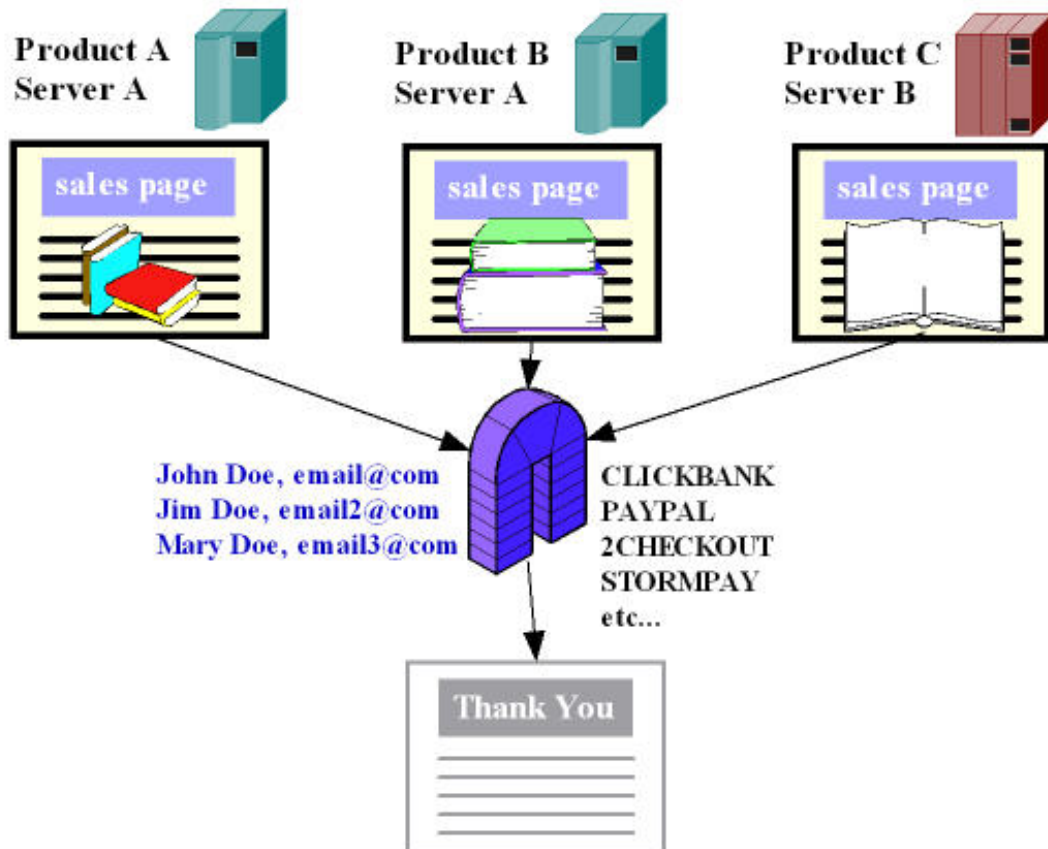 Product A
Server A
Product B
Server A
Product C
Server B
sales page
sales page
sales page
John Doe, email@com
Jim Doe, email2@com
Mary Doe, email3@com
CLICKBANK
PAYPAL
2CHECKOUT
STORMPAY
etc...
Thank You